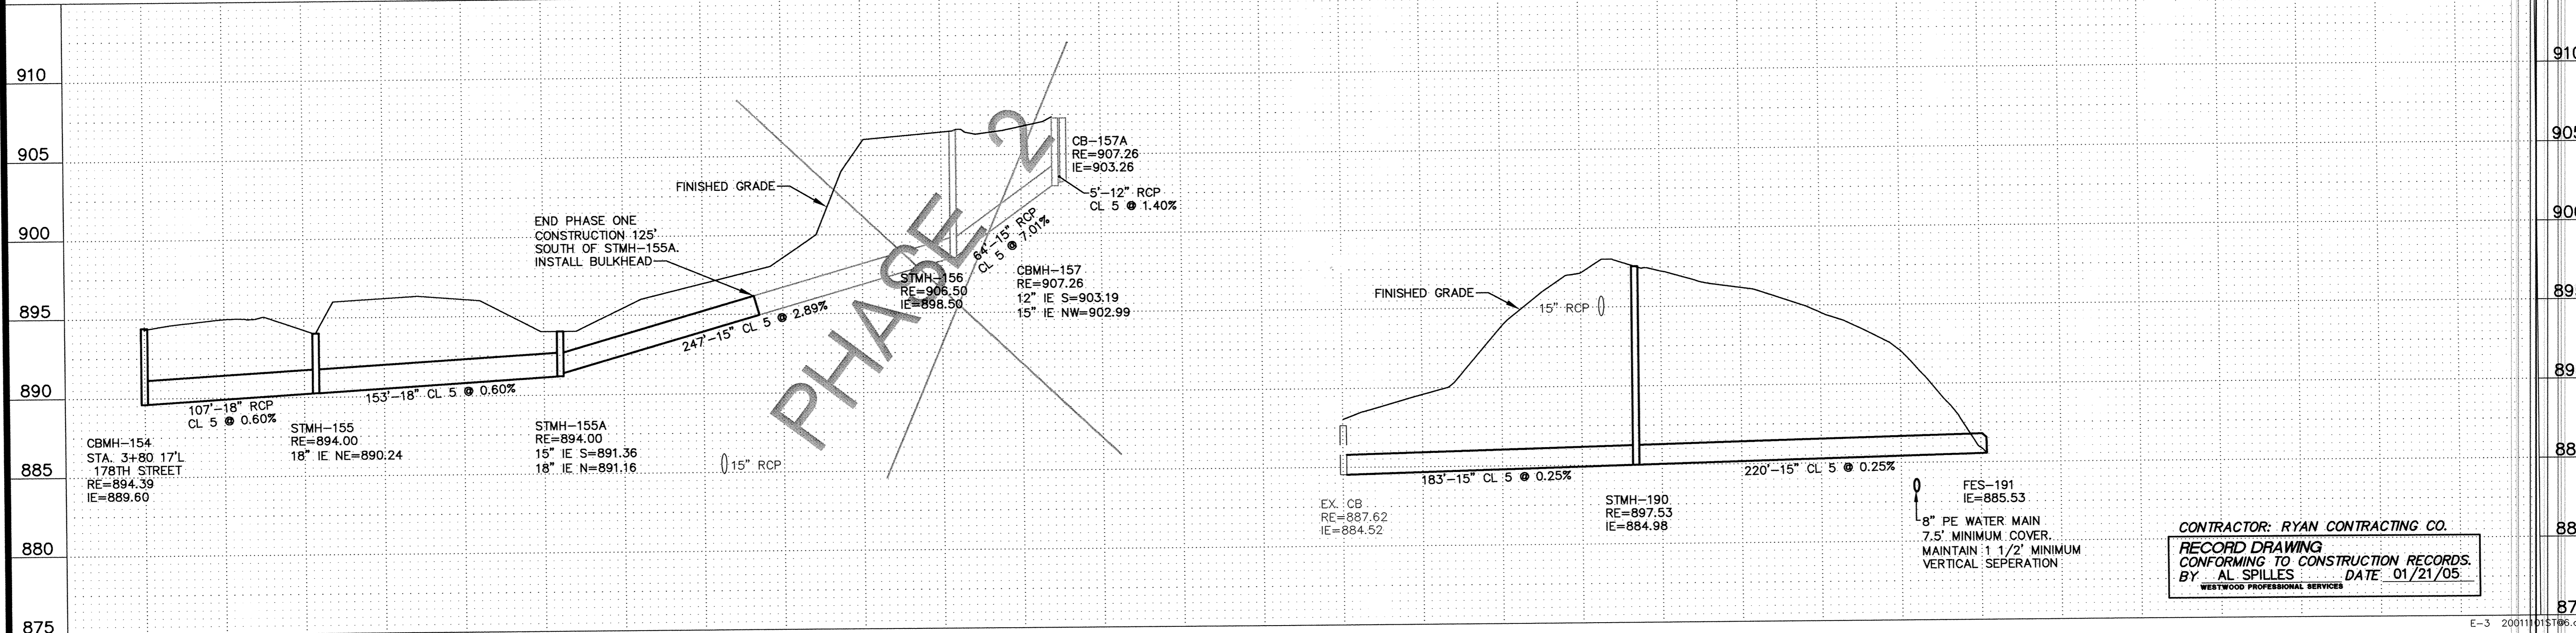 910
905
900
895
890
885
880
875
CBMH-154
STA. 3+80 17'L
178TH STREET
RE=894.39
IE=889.60
107'-18" RCP
CL 5 @ 0.60%
STMH-155
RE=894.00
18" IE NE=890.24
153'-18" CL 5 @ 0.60%
STMH-155A
RE=894.00
15" IE S=891.36
18" IE N=891.16
END PHASE ONE
CONSTRUCTION 125'
SOUTH OF STMH-155A.
INSTALL BULKHEAD
FINISHED GRADE
247'-15" CL 5 @ 2.89%
15" RCP
PHASE 2
STMH-156
RE=906.50
IE=898.50
64'-15" RCP
CL 5 @ 7.01%
CB-157A
RE=907.26
IE=903.26
5'-12" RCP
CL 5 @ 1.40%
CBMH-157
RE=907.26
12" IE S=903.19
15" IE NW=902.99
FINISHED GRADE
15" RCP
EX. CB
RE=887.62
IE=884.52
183'-15" CL 5 @ 0.25%
STMH-190
RE=897.53
IE=884.98
220'-15" CL 5 @ 0.25%
FES-191
IE=885.53
8" PE WATER MAIN
7.5' MINIMUM COVER.
MAINTAIN 1 1/2' MINIMUM
VERTICAL SEPERATION
CONTRACTOR: RYAN CONTRACTING CO.
RECORD DRAWING
CONFORMING TO CONSTRUCTION RECORDS.
BY AL SPILLES DATE 01/21/05
WESTWOOD PROFESSIONAL SERVICES
910
905
E-3